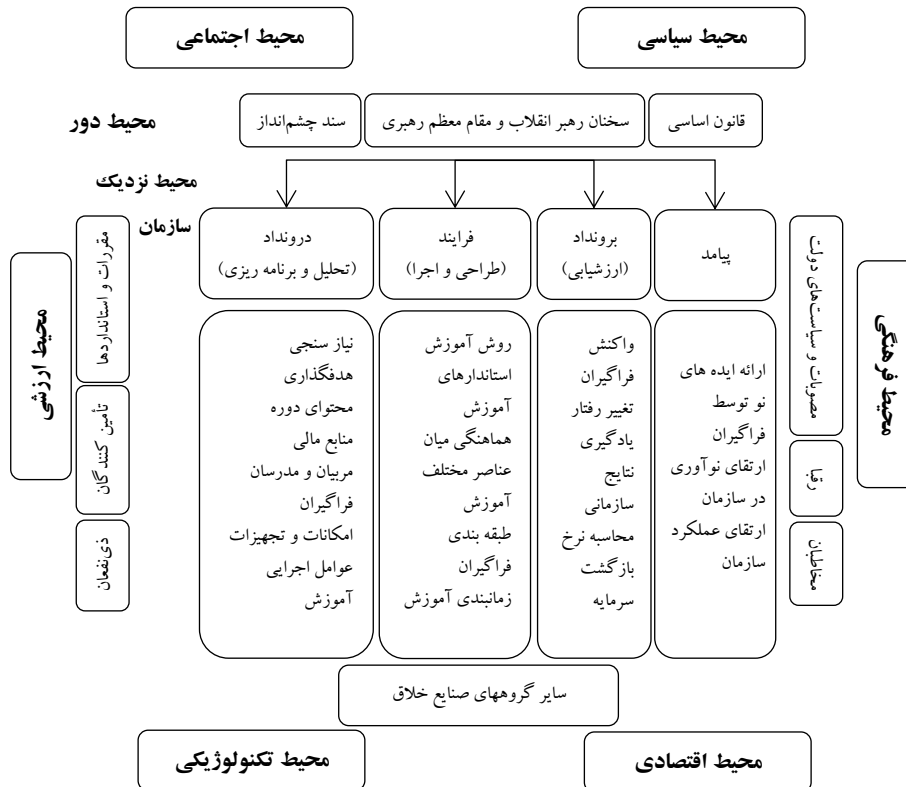 محیط سیاسی
محیط اجتماعی
قانون اساسی
سخنان رهبر انقلاب و مقام معظم رهبری
سند چشم‌انداز
محیط دور
محیط نزدیک
سازمان
مصوبات و سیاست‌های دولت
رقبا
مخاطبان
محیط فرهنگی
پیامد
برونداد
(ارزشیابی)
فرایند
(طراحی و اجرا)
درونداد
(تحلیل و برنامه ریزی)
ارائه ایده های
نو توسط
فراگیران
ارتقای نوآوری
در سازمان
ارتقای عملکرد
سازمان
واکنش
فراگیران
تغییر رفتار
یادگیری
نتایج
سازمانی
محاسبه نرخ
بازگشت
سرمایه
روش آموزش
استاندارهای
آموزش
هماهنگی میان
عناصر مختلف
آموزش
طبقه بندی
فراگیران
زمانبندی آموزش
نیاز سنجی
هدفگذاری
محتوای دوره
منابع مالی
مربیان و مدرسان
فراگیران
امکانات و تجهیزات
عوامل اجرایی
آموزش
مقررات و استانداردها
تأمین کنندگان
ذی‌نفعان
محیط ارزشی
سایر گروههای صنایع خلاق
محیط اقتصادی
محیط تکنولوژیکی